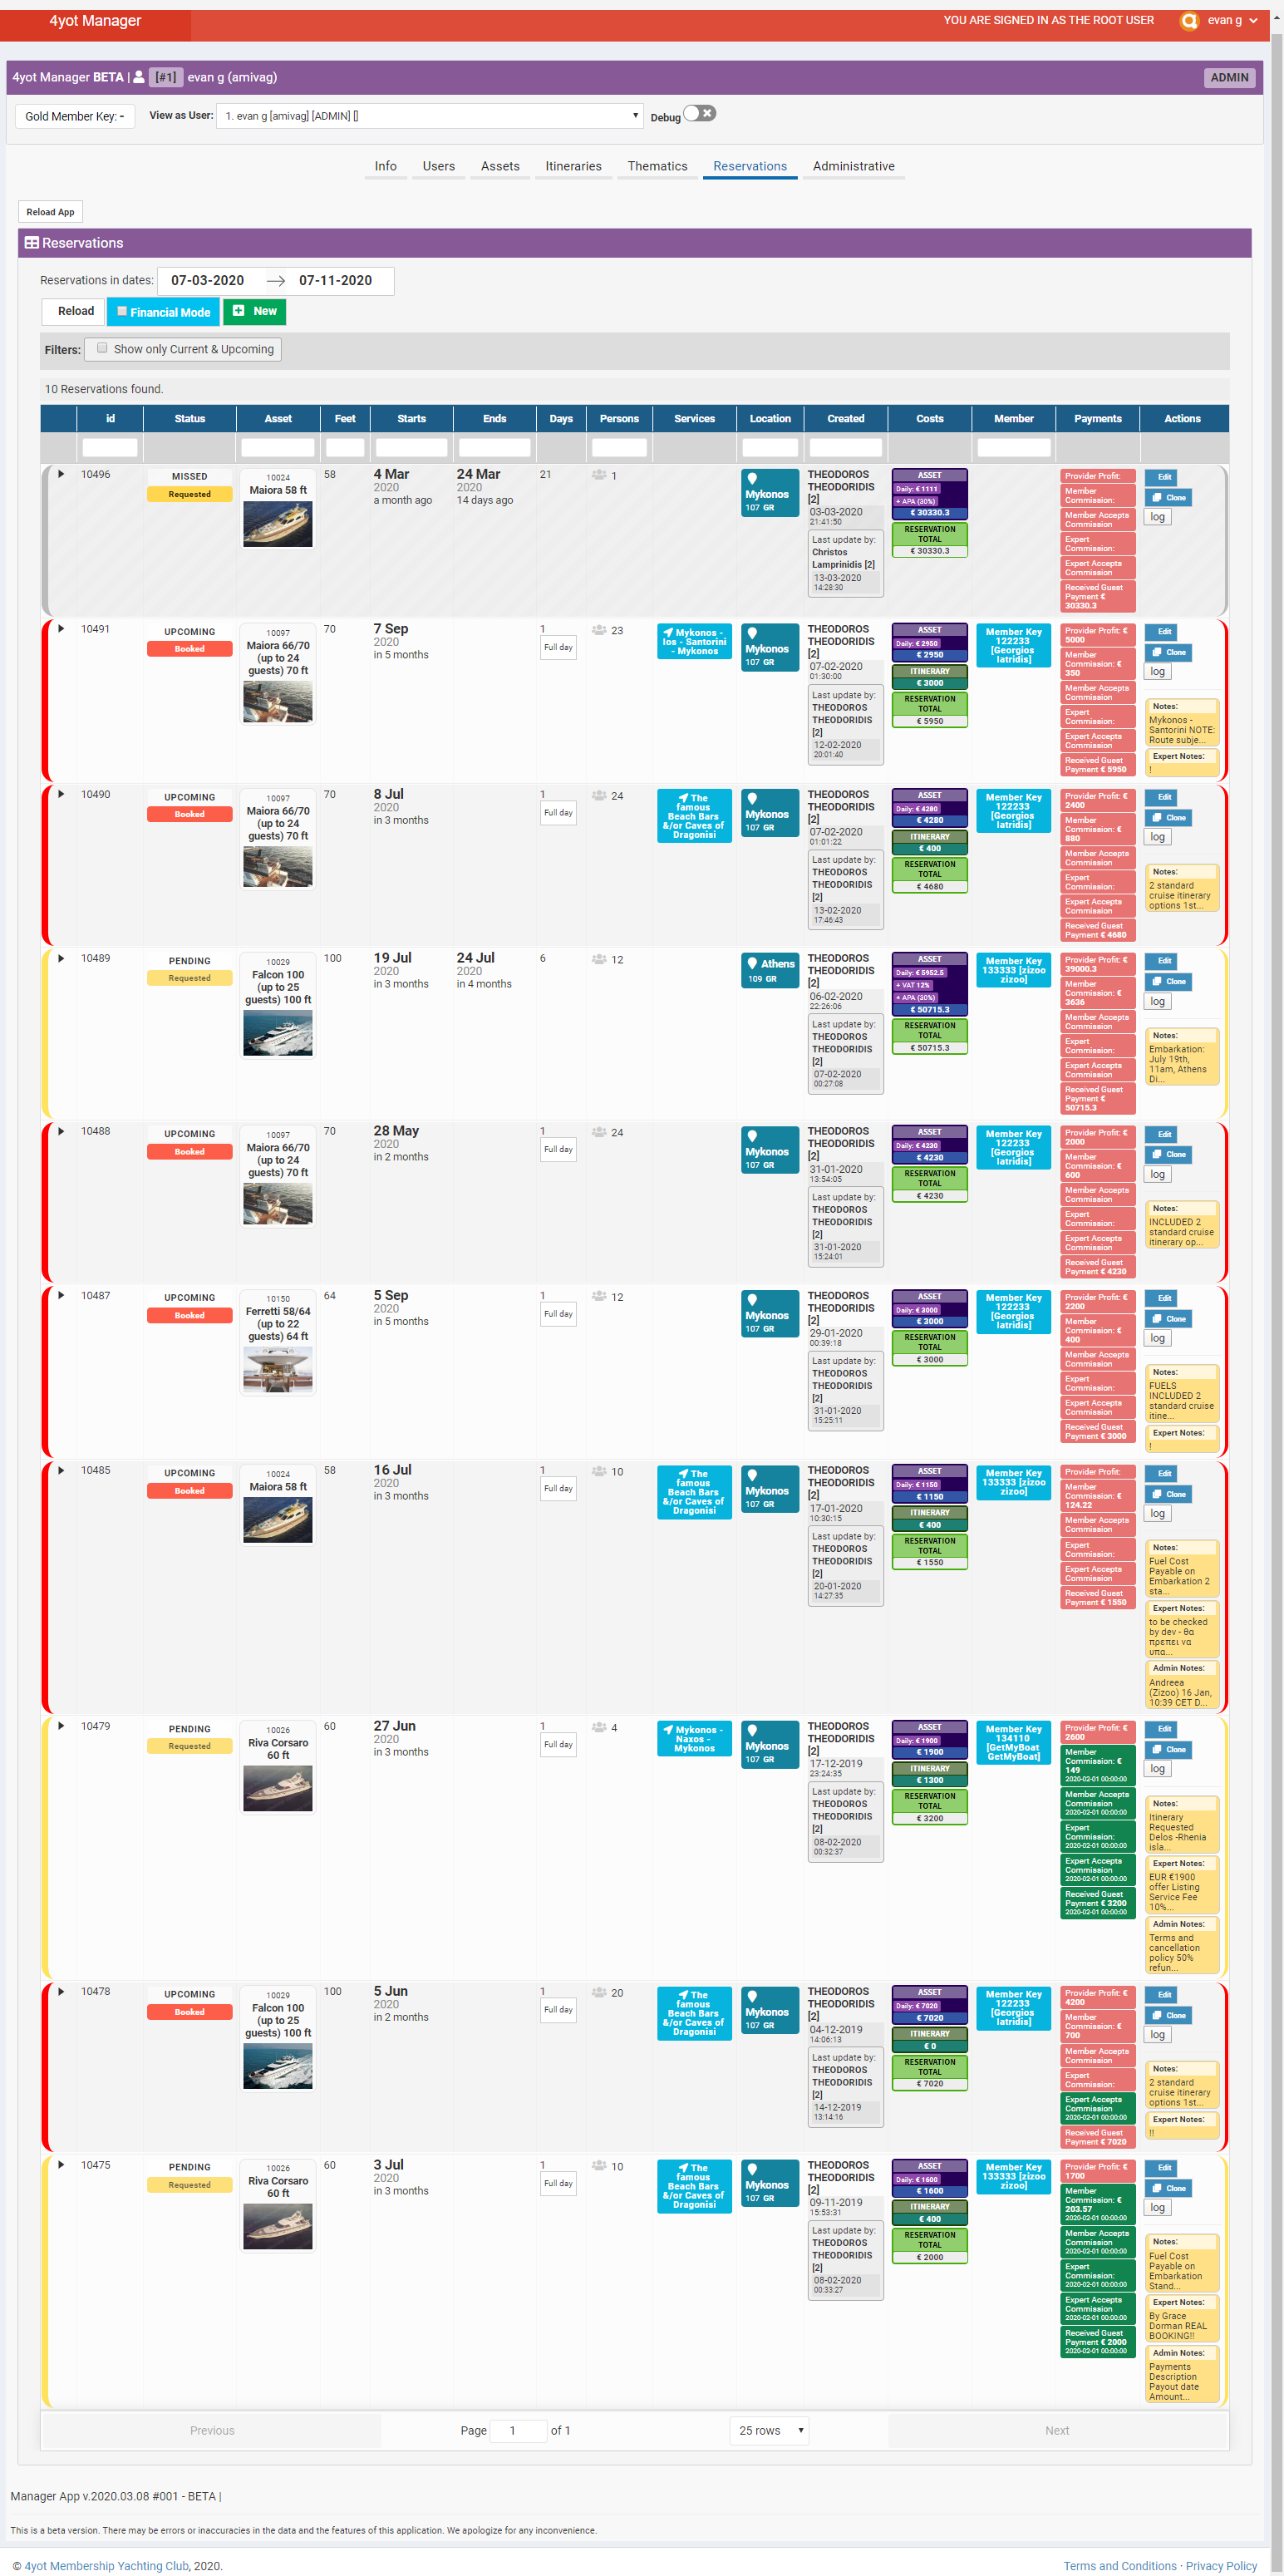 4yot Manager
YOU ARE SIGNED IN AS THE ROOT USER
evan g
4yot Manager BETA | [#1] evan g (amivag)
ADMIN
Gold Member Key: -
View as User: 1. evan g [amivag] [ADMIN] []
Debug
Info Users Assets Itineraries Thematics Reservations Administrative
Reload App
Reservations
Reservations in dates: 07-03-2020 → 07-11-2020
Reload Financial Mode New
Filters: Show only Current & Upcoming
10 Reservations found.
id Status Asset Feet Starts Ends Days Persons Services Location Created Costs Member Payments Actions
10496
MISSED
Requested
10024
Maiora 58 ft
58
4 Mar
2020
a month ago
24 Mar
2020
14 days ago
21
1
Mykonos
107 GR
THEODOROS
THEODORIDIS
[2]
03-03-2020
21:41:50
Last update by:
Christos
Lamprinidis [2]
13-03-2020
14:28:30
ASSET
Daily: € 1111
+ APA (30%)
€ 30330.3
RESERVATION
TOTAL
€ 30330.3
Provider Profit:
Member
Commission:
Member Accepts
Commission
Expert
Commission:
Expert Accepts
Commission
Received Guest
Payment €
30330.3
Edit
Clone
log
10491
UPCOMING
Booked
10097
Maiora 66/70
(up to 24
guests) 70 ft
70
7 Sep
2020
in 5 months
1
Full day
23
Mykonos -
Ios - Santorini
- Mykonos
Mykonos
107 GR
THEODOROS
THEODORIDIS
[2]
07-02-2020
01:30:00
Last update by:
THEODOROS
THEODORIDIS
[2]
12-02-2020
20:01:40
ASSET
Daily: € 2950
€ 2950
ITINERARY
€ 3000
RESERVATION
TOTAL
€ 5950
Member Key
122233
[Georgios
Iatridis]
Provider Profit: €
5000
Member
Commission: €
350
Member Accepts
Commission
Expert
Commission:
Expert Accepts
Commission
Received Guest
Payment € 5950
Edit
Clone
log
Notes:
Mykonos -
Santorini NOTE:
Route subje...
Expert Notes:
!
10490
UPCOMING
Booked
10097
Maiora 66/70
(up to 24
guests) 70 ft
70
8 Jul
2020
in 3 months
1
Full day
24
The
famous
Beach Bars
&/or Caves of
Dragonisi
Mykonos
107 GR
THEODOROS
THEODORIDIS
[2]
07-02-2020
01:01:22
Last update by:
THEODOROS
THEODORIDIS
[2]
13-02-2020
17:46:43
ASSET
Daily: € 4280
€ 4280
ITINERARY
€ 400
RESERVATION
TOTAL
€ 4680
Member Key
122233
[Georgios
Iatridis]
Provider Profit: €
2400
Member
Commission: €
880
Member Accepts
Commission
Expert
Commission:
Expert Accepts
Commission
Received Guest
Payment € 4680
Edit
Clone
log
Notes:
2 standard
cruise itinerary
options 1st...
10489
PENDING
Requested
10029
Falcon 100
(up to 25
guests) 100 ft
100
19 Jul
2020
in 3 months
24 Jul
2020
in 4 months
6
12
Athens
109 GR
THEODOROS
THEODORIDIS
[2]
06-02-2020
22:26:06
Last update by:
THEODOROS
THEODORIDIS
[2]
07-02-2020
00:27:08
ASSET
Daily: € 5952.5
+ VAT 12%
+ APA (30%)
€ 50715.3
RESERVATION
TOTAL
€ 50715.3
Member Key
133333 [zizoo
zizoo]
Provider Profit: €
39000.3
Member
Commission: €
3636
Member Accepts
Commission
Expert
Commission:
Expert Accepts
Commission
Received Guest
Payment €
50715.3
Edit
Clone
log
Notes:
Embarkation:
July 19th,
11am, Athens
Di...
10488
UPCOMING
Booked
10097
Maiora 66/70
(up to 24
guests) 70 ft
70
28 May
2020
in 2 months
1
Full day
24
Mykonos
107 GR
THEODOROS
THEODORIDIS
[2]
31-01-2020
13:54:05
Last update by:
THEODOROS
THEODORIDIS
[2]
31-01-2020
15:24:01
ASSET
Daily: € 4230
€ 4230
RESERVATION
TOTAL
€ 4230
Member Key
122233
[Georgios
Iatridis]
Provider Profit: €
2000
Member
Commission: €
600
Member Accepts
Commission
Expert
Commission:
Expert Accepts
Commission
Received Guest
Payment € 4230
Edit
Clone
log
Notes:
INCLUDED 2
standard cruise
itinerary op...
10487
UPCOMING
Booked
10150
Ferretti 58/64
(up to 22
guests) 64 ft
64
5 Sep
2020
in 5 months
1
Full day
12
Mykonos
107 GR
THEODOROS
THEODORIDIS
[2]
29-01-2020
00:39:18
Last update by:
THEODOROS
THEODORIDIS
[2]
31-01-2020
15:25:11
ASSET
Daily: € 3000
€ 3000
RESERVATION
TOTAL
€ 3000
Member Key
122233
[Georgios
Iatridis]
Provider Profit: €
2200
Member
Commission: €
400
Member Accepts
Commission
Expert
Commission:
Expert Accepts
Commission
Received Guest
Payment € 3000
Edit
Clone
log
Notes:
FUELS
INCLUDED 2
standard cruise
itine...
Expert Notes:
!
10485
UPCOMING
Booked
10024
Maiora 58 ft
58
16 Jul
2020
in 3 months
1
Full day
10
The
famous
Beach Bars
&/or Caves of
Dragonisi
Mykonos
107 GR
THEODOROS
THEODORIDIS
[2]
17-01-2020
10:30:15
Last update by:
THEODOROS
THEODORIDIS
[2]
20-01-2020
14:27:35
ASSET
Daily: € 1150
€ 1150
ITINERARY
€ 400
RESERVATION
TOTAL
€ 1550
Member Key
133333 [zizoo
zizoo]
Provider Profit:
Member
Commission: €
124.22
Member Accepts
Commission
Expert
Commission:
Expert Accepts
Commission
Received Guest
Payment € 1550
Edit
Clone
log
Notes:
Fuel Cost
Payable on
Embarkation 2
sta...
Expert Notes:
to be checked
by dev - θα
πρεπει να
υπα...
Admin Notes:
Andreea
(Zizoo) 16 Jan,
10:39 CET D...
10479
PENDING
Requested
10026
Riva Corsaro
60 ft
60
27 Jun
2020
in 3 months
1
Full day
4
Mykonos -
Naxos -
Mykonos
Mykonos
107 GR
THEODOROS
THEODORIDIS
[2]
17-12-2019
23:24:35
Last update by:
THEODOROS
THEODORIDIS
[2]
08-02-2020
00:32:37
ASSET
Daily: € 1900
€ 1900
ITINERARY
€ 1300
RESERVATION
TOTAL
€ 3200
Member Key
134110
[GetMyBoat
GetMyBoat]
Provider Profit: €
2600
Member
Commission: €
149
2020-02-01 00:00:00
Member Accepts
Commission
2020-02-01 00:00:00
Expert
Commission:
2020-02-01 00:00:00
Expert Accepts
Commission
2020-02-01 00:00:00
Received Guest
Payment € 3200
2020-02-01 00:00:00
Edit
Clone
log
Notes:
Itinerary
Requested
Delos -Rhenia
isla...
Expert Notes:
EUR €1900
offer Listing
Service Fee
10%...
Admin Notes:
Terms and
cancellation
policy 50%
refun...
10478
UPCOMING
Booked
10029
Falcon 100
(up to 25
guests) 100 ft
100
5 Jun
2020
in 2 months
1
Full day
20
The
famous
Beach Bars
&/or Caves of
Dragonisi
Mykonos
107 GR
THEODOROS
THEODORIDIS
[2]
04-12-2019
14:06:13
Last update by:
THEODOROS
THEODORIDIS
[2]
14-12-2019
13:14:16
ASSET
Daily: € 7020
€ 7020
ITINERARY
€ 0
RESERVATION
TOTAL
€ 7020
Member Key
122233
[Georgios
Iatridis]
Provider Profit: €
4200
Member
Commission: €
700
Member Accepts
Commission
Expert
Commission:
Expert Accepts
Commission
2020-02-01 00:00:00
Received Guest
Payment € 7020
Edit
Clone
log
Notes:
2 standard
cruise itinerary
options 1st...
Expert Notes:
!!
10475
PENDING
Requested
10026
Riva Corsaro
60 ft
60
3 Jul
2020
in 3 months
1
Full day
10
The
famous
Beach Bars
&/or Caves of
Dragonisi
Mykonos
107 GR
THEODOROS
THEODORIDIS
[2]
09-11-2019
15:53:31
Last update by:
THEODOROS
THEODORIDIS
[2]
08-02-2020
00:33:27
ASSET
Daily: € 1600
€ 1600
ITINERARY
€ 400
RESERVATION
TOTAL
€ 2000
Member Key
133333 [zizoo
zizoo]
Provider Profit: €
1700
Member
Commission: €
203.57
2020-02-01 00:00:00
Member Accepts
Commission
2020-02-01 00:00:00
Expert
Commission:
2020-02-01 00:00:00
Expert Accepts
Commission
2020-02-01 00:00:00
Received Guest
Payment € 2000
2020-02-01 00:00:00
Edit
Clone
log
Notes:
Fuel Cost
Payable on
Embarkation
Stand...
Expert Notes:
By Grace
Dorman REAL
BOOKING!!
Admin Notes:
Payments
Description
Payout date
Amount...
Previous Page 1 of 1 25 rows Next
Manager App v.2020.03.08 #001 - BETA |
This is a beta version. There may be errors or inaccuracies in the data and the features of this application. We apologize for any inconvenience.
© 4yot Membership Yachting Club, 2020.
Terms and Conditions · Privacy Policy